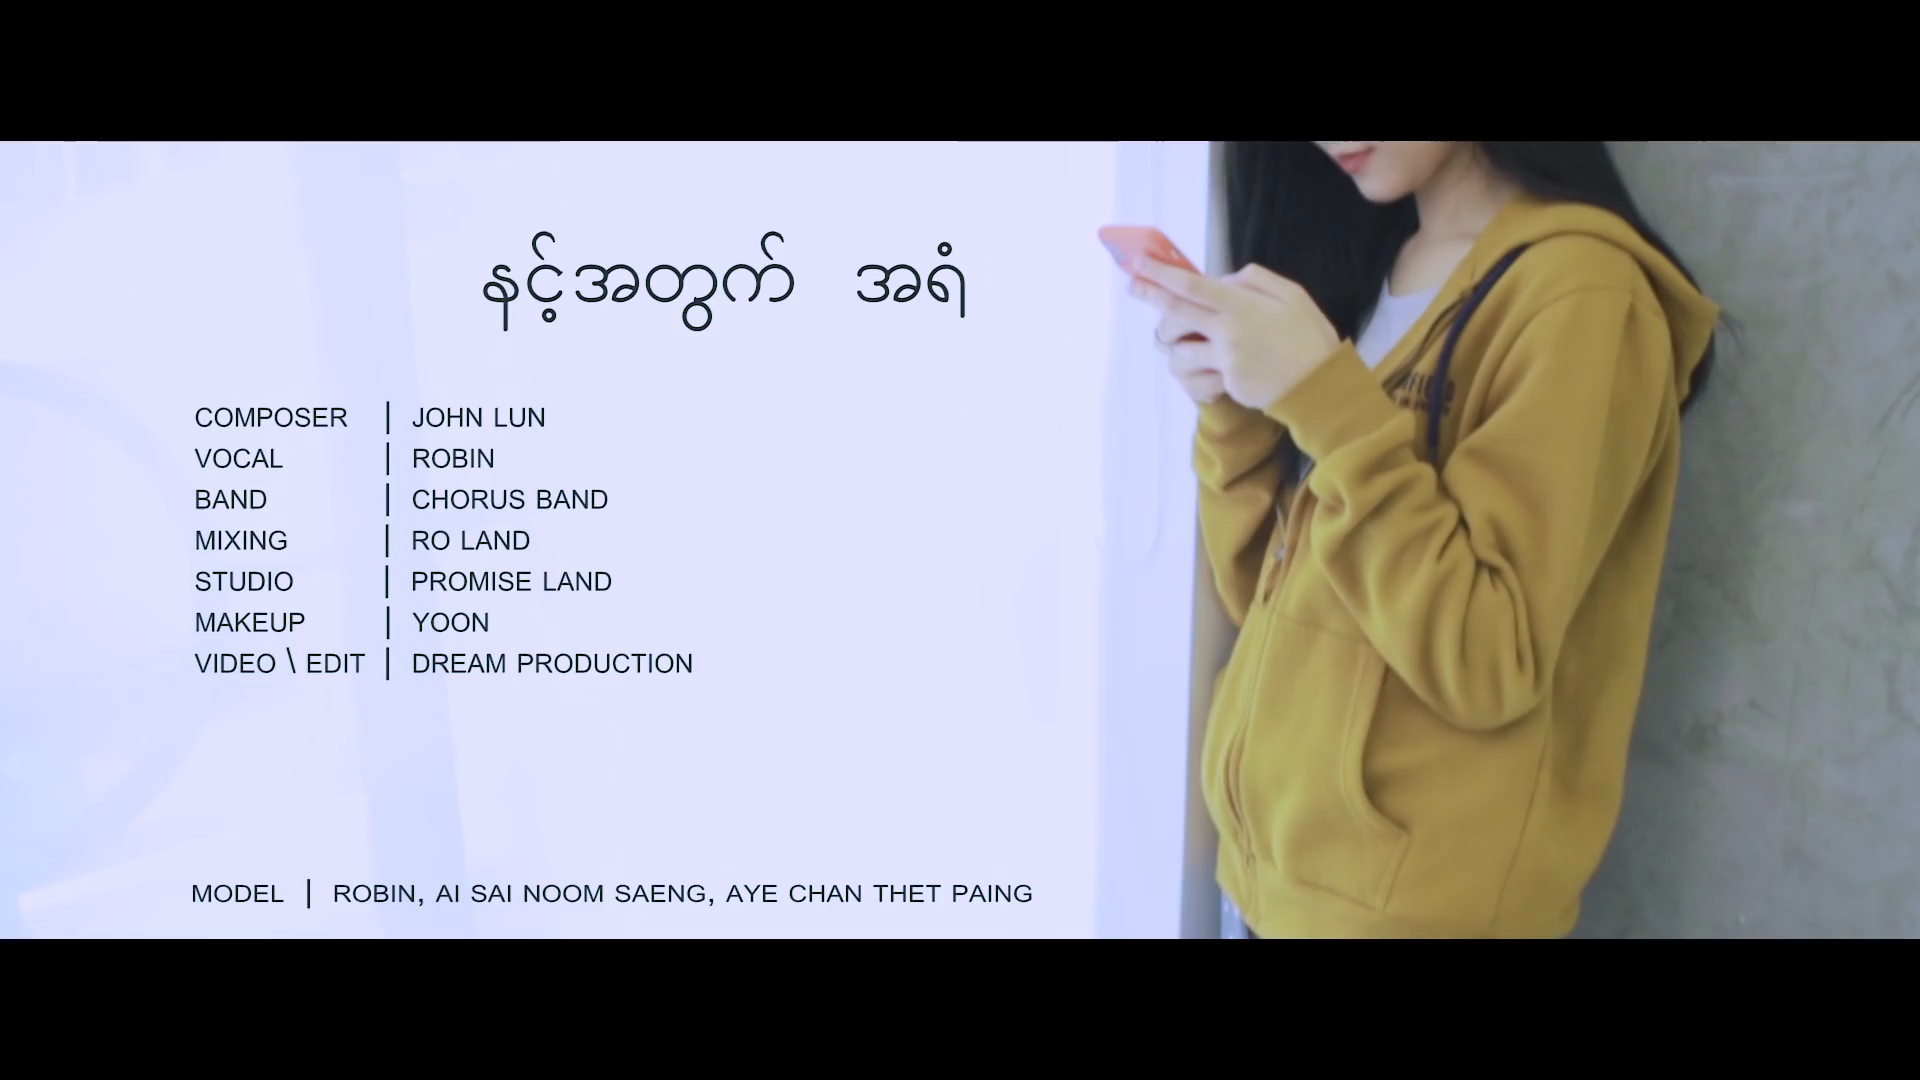 နင့်အတွက် အရံ
COMPOSER | JOHN LUN
VOCAL | ROBIN
BAND | CHORUS BAND
MIXING | RO LAND
STUDIO | PROMISE LAND
MAKEUP | YOON
VIDEO \ EDIT | DREAM PRODUCTION
MODEL | ROBIN, AI SAI NOOM SAENG, AYE CHAN THET PAING